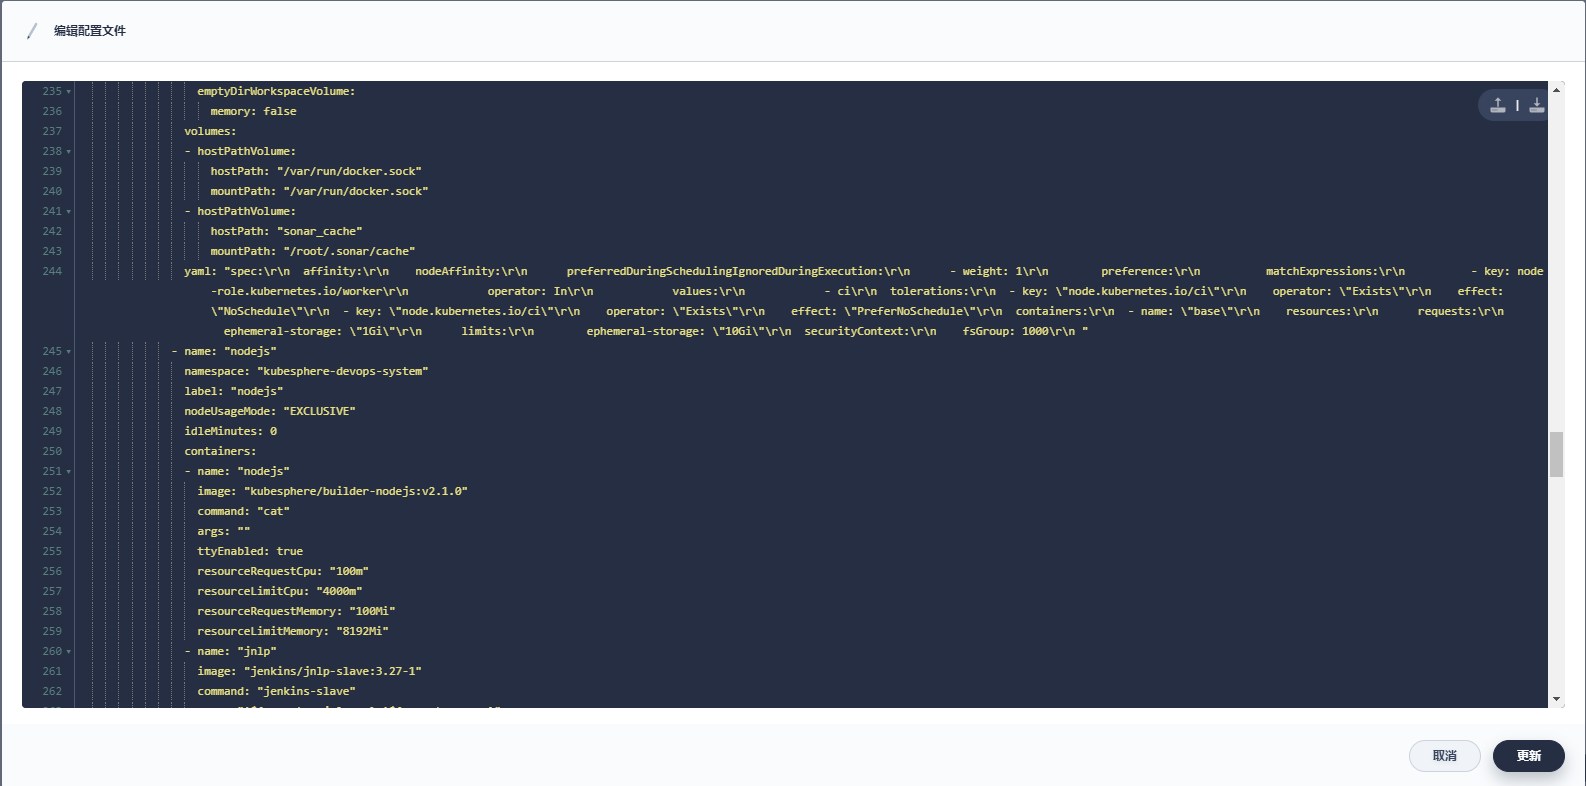 编辑配置文件
235 emptyDirWorkspaceVolume:
236 memory: false
237 volumes:
238 - hostPathVolume:
239 hostPath: "/var/run/docker.sock"
240 mountPath: "/var/run/docker.sock"
241 - hostPathVolume:
242 hostPath: "sonar_cache"
243 mountPath: "/root/.sonar/cache"
244 yaml: "spec:\r\n  affinity:\r\n    nodeAffinity:\r\n      preferredDuringSchedulingIgnoredDuringExecution:\r\n      - weight: 1\r\n        preference:\r\n          matchExpressions:\r\n          - key: node
-role.kubernetes.io/worker\r\n            operator: In\r\n            values:\r\n            - ci\r\n  tolerations:\r\n  - key: \"node.kubernetes.io/ci\"\r\n    operator: \"Exists\"\r\n    effect:
\"NoSchedule\"\r\n  - key: \"node.kubernetes.io/ci\"\r\n    operator: \"Exists\"\r\n    effect: \"PreferNoSchedule\"\r\n  containers:\r\n  - name: \"base\"\r\n    resources:\r\n      requests:\r\n
ephemeral-storage: \"1Gi\"\r\n      limits:\r\n        ephemeral-storage: \"10Gi\"\r\n  securityContext:\r\n    fsGroup: 1000\r\n "
245 - name: "nodejs"
246 namespace: "kubesphere-devops-system"
247 label: "nodejs"
248 nodeUsageMode: "EXCLUSIVE"
249 idleMinutes: 0
250 containers:
251 - name: "nodejs"
252 image: "kubesphere/builder-nodejs:v2.1.0"
253 command: "cat"
254 args: ""
255 ttyEnabled: true
256 resourceRequestCpu: "100m"
257 resourceLimitCpu: "4000m"
258 resourceRequestMemory: "100Mi"
259 resourceLimitMemory: "8192Mi"
260 - name: "jnlp"
261 image: "jenkins/jnlp-slave:3.27-1"
262 command: "jenkins-slave"
取消
更新